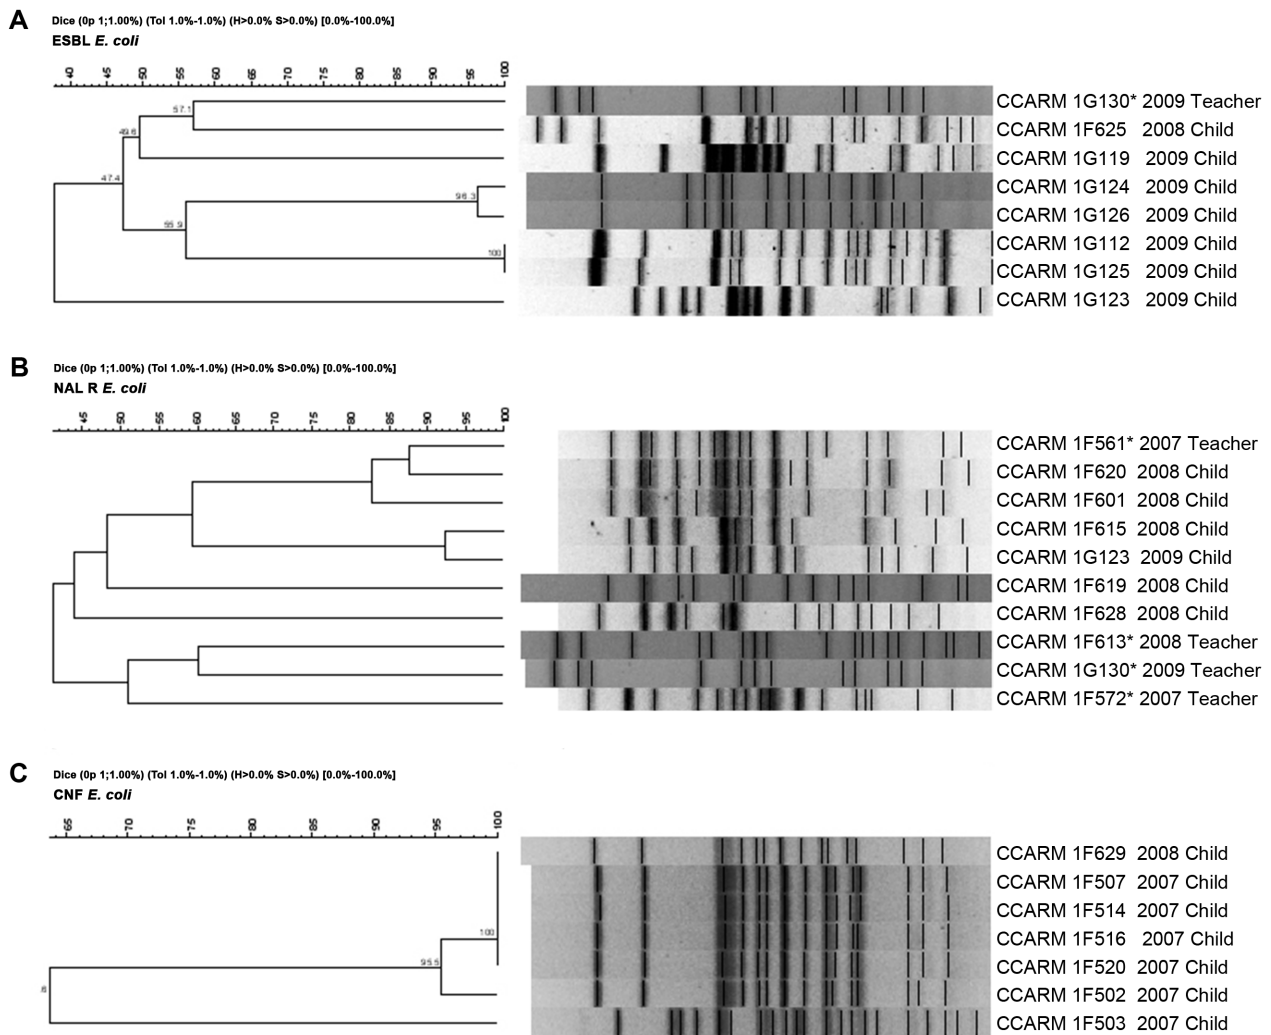 A
Dice (0p 1;1.00%) (Tol 1.0%-1.0%) (H>0.0% S>0.0%) [0.0%-100.0%]
ESBL E. coli
40 45 50 55 60 65 70 75 80 85 90 95 100
57.1
49.6
47.4
96.3
55.9
100
CCARM 1G130* 2009 Teacher
CCARM 1F625 2008 Child
CCARM 1G119 2009 Child
CCARM 1G124 2009 Child
CCARM 1G126 2009 Child
CCARM 1G112 2009 Child
CCARM 1G125 2009 Child
CCARM 1G123 2009 Child
B
Dice (0p 1;1.00%) (Tol 1.0%-1.0%) (H>0.0% S>0.0%) [0.0%-100.0%]
NAL R E. coli
45 50 55 60 65 70 75 80 85 90 95 100
CCARM 1F561* 2007 Teacher
CCARM 1F620 2008 Child
CCARM 1F601 2008 Child
CCARM 1F615 2008 Child
CCARM 1G123 2009 Child
CCARM 1F619 2008 Child
CCARM 1F628 2008 Child
CCARM 1F613* 2008 Teacher
CCARM 1G130* 2009 Teacher
CCARM 1F572* 2007 Teacher
C
Dice (0p 1;1.00%) (Tol 1.0%-1.0%) (H>0.0% S>0.0%) [0.0%-100.0%]
CNF E. coli
65 70 75 80 85 90 95 100
100
95.5
CCARM 1F629 2008 Child
CCARM 1F507 2007 Child
CCARM 1F514 2007 Child
CCARM 1F516 2007 Child
CCARM 1F520 2007 Child
CCARM 1F502 2007 Child
CCARM 1F503 2007 Child